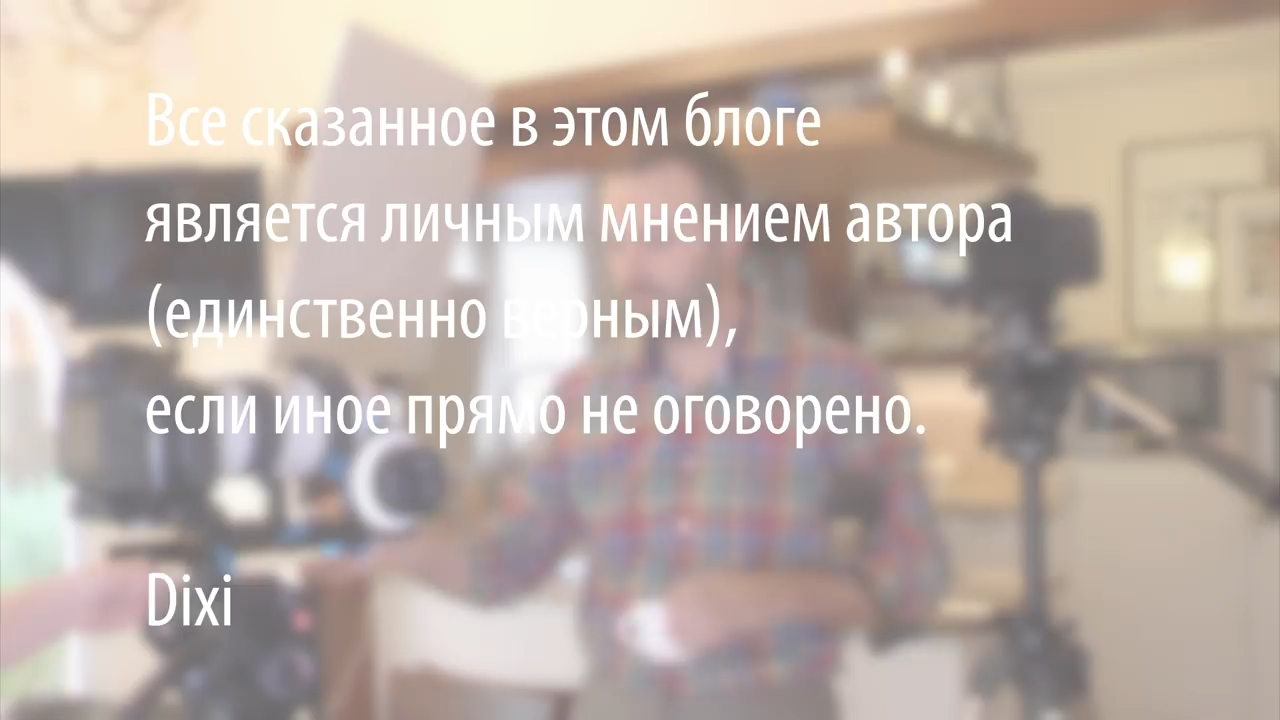 Все сказанное в этом блоге
является личным мнением автора
(единственно верным),
если иное прямо не оговорено.
Dixi